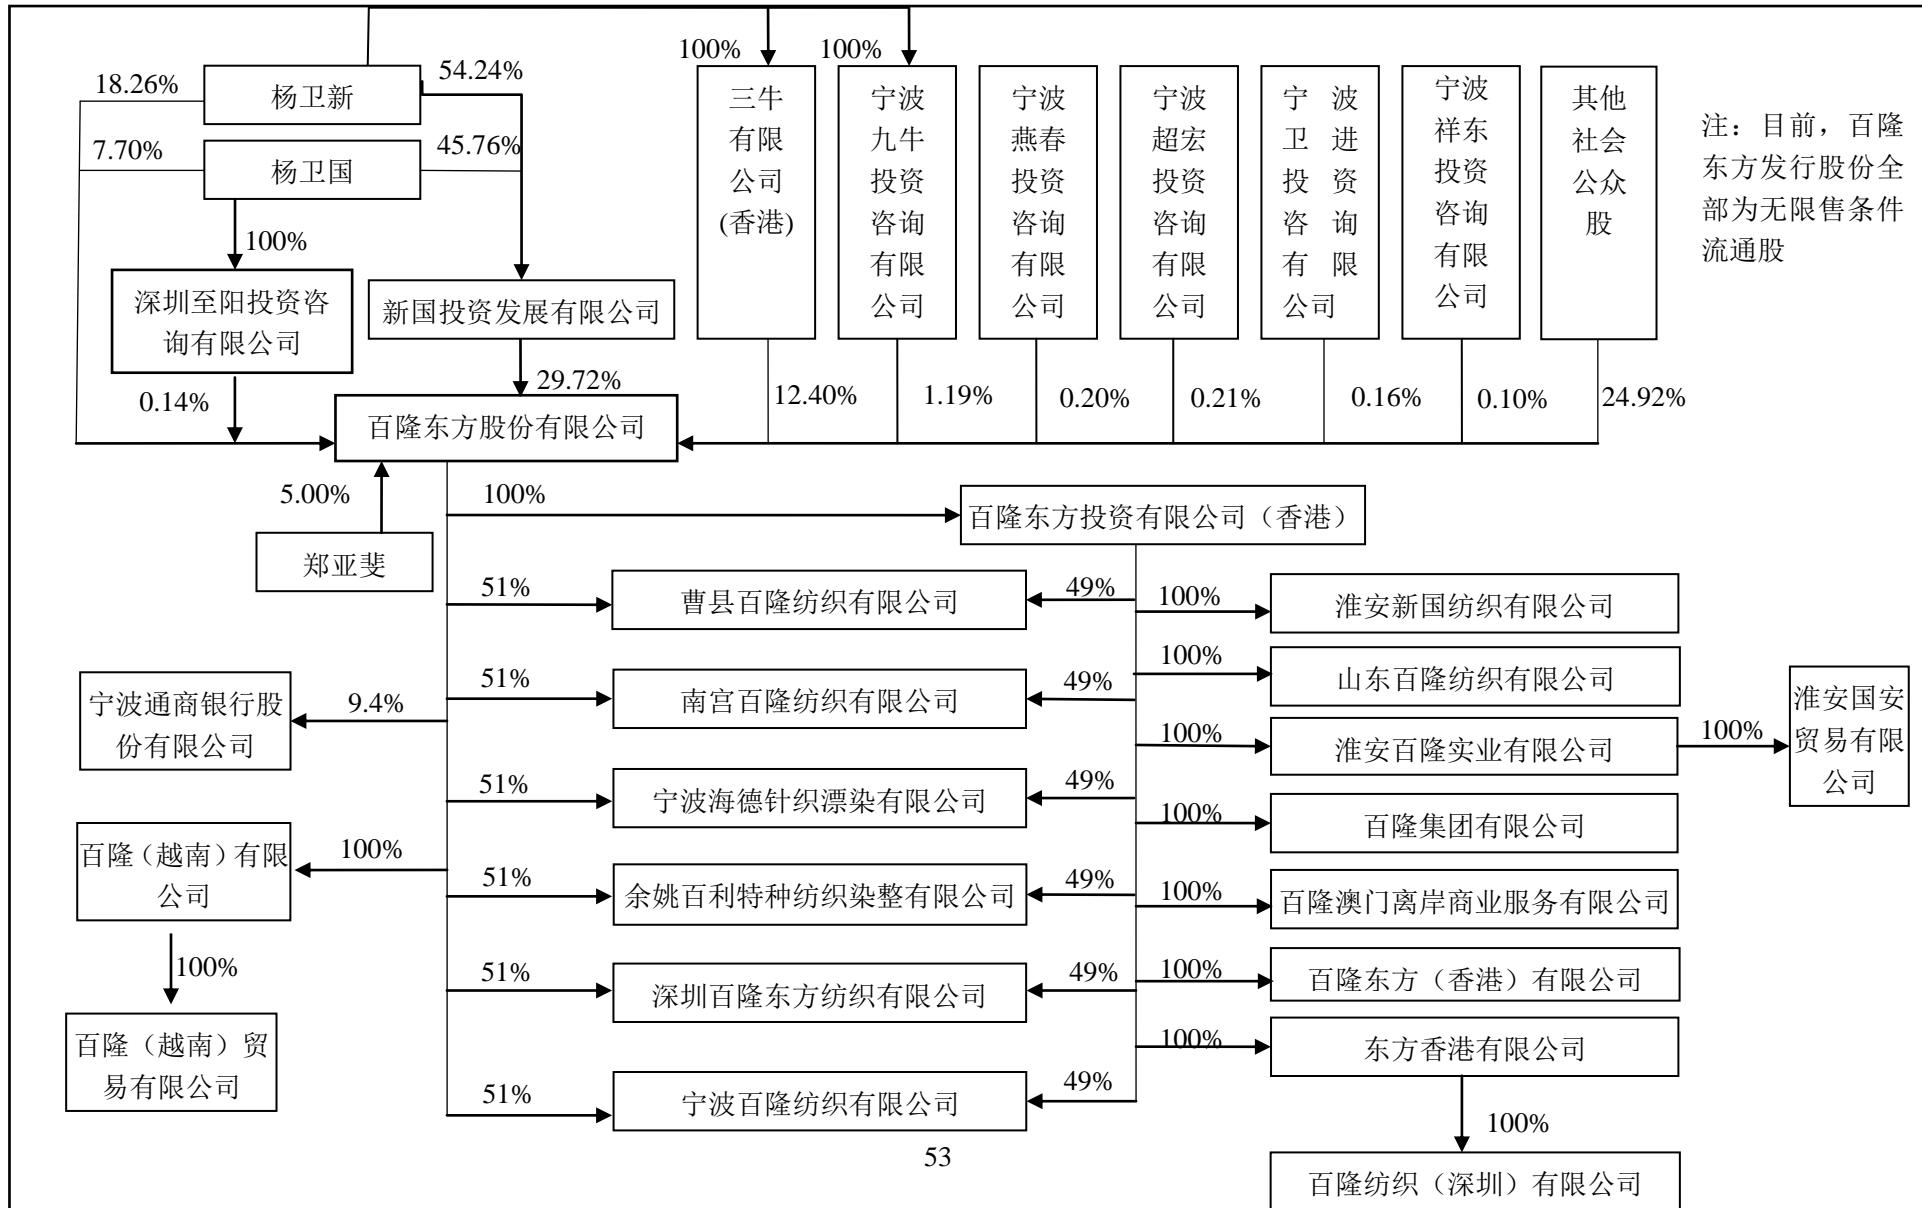 100%
100%
18.26%
杨卫新
54.24%
7.70%
杨卫国
45.76%
100%
深圳至阳投资咨
询有限公司
新国投资发展有限公司
三牛
有限
公司
(香港)
宁波
九牛
投资
咨询
有限
公司
宁波
燕春
投资
咨询
有限
公司
宁波
超宏
投资
咨询
有限
公司
宁 波
卫 进
投 资
咨 询
有 限
公司
宁波
祥东
投资
咨询
有限
公司
其他
社会
公众
股
注：目前，百隆
东方发行股份全
部为无限售条件
流通股
0.14%
29.72%
12.40%
1.19%
0.20%
0.21%
0.16%
0.10%
24.92%
百隆东方股份有限公司
5.00%
郑亚斐
100%
百隆东方投资有限公司（香港）
51%
曹县百隆纺织有限公司
49%
100%
淮安新国纺织有限公司
51%
南宫百隆纺织有限公司
49%
100%
山东百隆纺织有限公司
宁波通商银行股
份有限公司
9.4%
100%
淮安百隆实业有限公司
100%
淮安国安
贸易有限
公司
51%
宁波海德针织漂染有限公司
49%
100%
百隆集团有限公司
百隆（越南）有限
公司
100%
51%
余姚百利特种纺织染整有限公司
49%
100%
百隆澳门离岸商业服务有限公司
100%
百隆（越南）贸
易有限公司
51%
深圳百隆东方纺织有限公司
49%
100%
百隆东方（香港）有限公司
100%
东方香港有限公司
51%
宁波百隆纺织有限公司
49%
100%
百隆纺织（深圳）有限公司
53